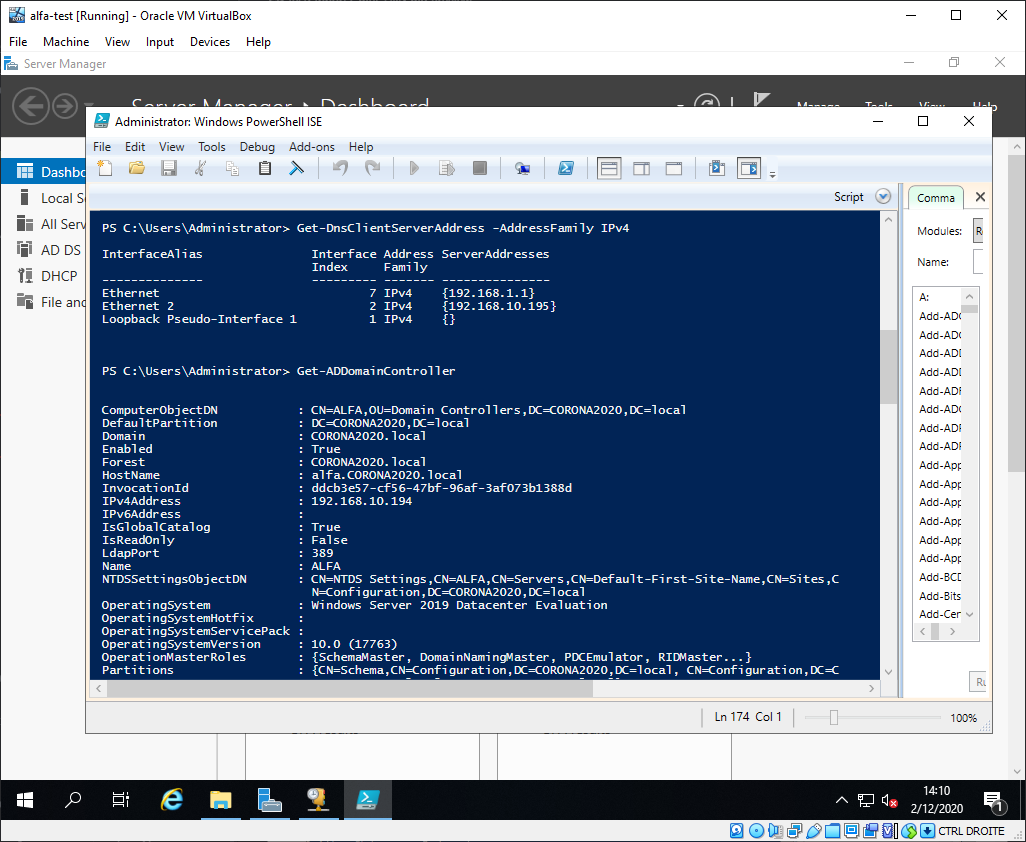 alfa-test [Running] - Oracle VM VirtualBox
File Machine View Input Devices Help
Server Manager
Server Manager Dashboard
Manage Tools View Help
Administrator: Windows PowerShell ISE
File Edit View Tools Debug Add-ons Help
Script
Comma
Modules:
Name:
A:
Add-ADC
Add-ADC
Add-ADD
Add-ADD
Add-ADF
Add-ADG
Add-ADP
Add-ADR
Add-App
Add-App
Add-App
Add-App
Add-App
Add-App
Add-BCD
Add-Bits
Add-Cer
Ru
Dashbo
Local S
All Serv
AD DS
DHCP
File and
PS C:\Users\Administrator> Get-DnsClientServerAddress -AddressFamily IPv4
InterfaceAlias Interface Address ServerAddresses
Index Family
-------------- --------- ------- ---------------
Ethernet 7 IPv4 {192.168.1.1}
Ethernet 2 2 IPv4 {192.168.10.195}
Loopback Pseudo-Interface 1 1 IPv4 {}
PS C:\Users\Administrator> Get-ADDomainController
ComputerObjectDN : CN=ALFA,OU=Domain Controllers,DC=CORONA2020,DC=local
DefaultPartition : DC=CORONA2020,DC=local
Domain : CORONA2020.local
Enabled : True
Forest : CORONA2020.local
HostName : alfa.CORONA2020.local
InvocationId : ddcb3e57-cf56-47bf-96af-3af073b1388d
IPv4Address : 192.168.10.194
IPv6Address :
IsGlobalCatalog : True
IsReadOnly : False
LdapPort : 389
Name : ALFA
NTDSSettingsObjectDN : CN=NTDS Settings,CN=ALFA,CN=Servers,CN=Default-First-Site-Name,CN=Sites,C
N=Configuration,DC=CORONA2020,DC=local
OperatingSystem : Windows Server 2019 Datacenter Evaluation
OperatingSystemHotfix :
OperatingSystemServicePack :
OperatingSystemVersion : 10.0 (17763)
OperationMasterRoles : {SchemaMaster, DomainNamingMaster, PDCEmulator, RIDMaster...}
Partitions : {CN=Schema,CN=Configuration,DC=CORONA2020,DC=local, CN=Configuration,DC=C
Ln 174 Col 1 100%
14:10
2/12/2020
1
CTRL DROITE